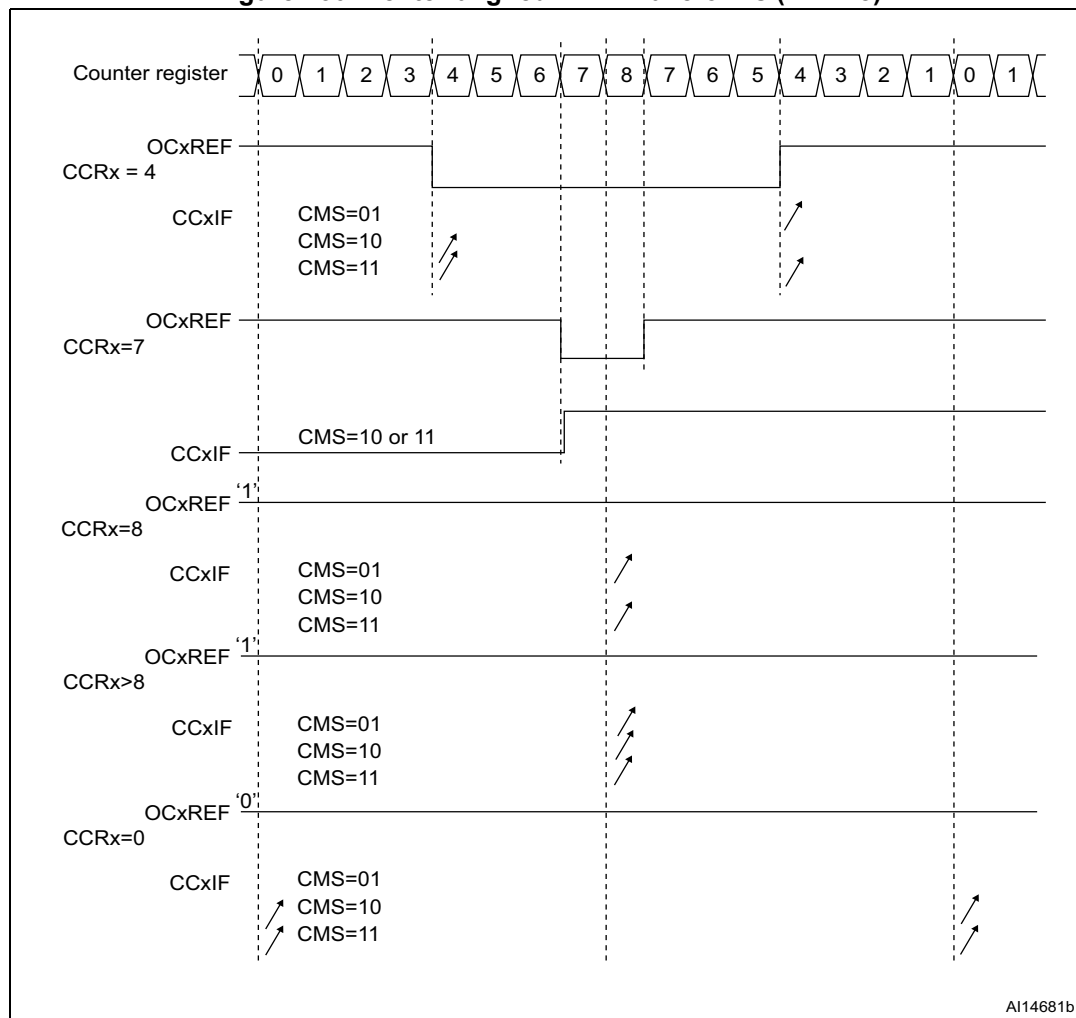 Counter register 0 1 2 3 4 5 6 7 8 7 6 5 4 3 2 1 0 1
OCxREF
CCRx = 4
CCxIF CMS=01
CMS=10
CMS=11
OCxREF
CCRx=7
CMS=10 or 11
CCxIF
OCxREF '1'
CCRx=8
CCxIF CMS=01
CMS=10
CMS=11
OCxREF '1'
CCRx>8
CCxIF CMS=01
CMS=10
CMS=11
OCxREF '0'
CCRx=0
CCxIF CMS=01
CMS=10
CMS=11
AI14681b